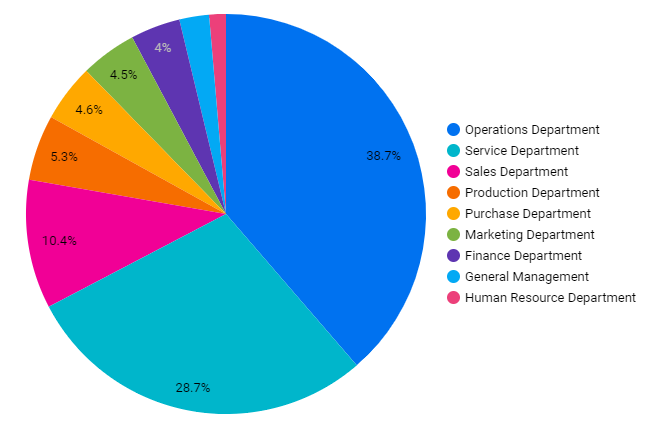 4%
4.5%
4.6%
5.3%
38.7%
10.4%
28.7%
Operations Department
Service Department
Sales Department
Production Department
Purchase Department
Marketing Department
Finance Department
General Management
Human Resource Department